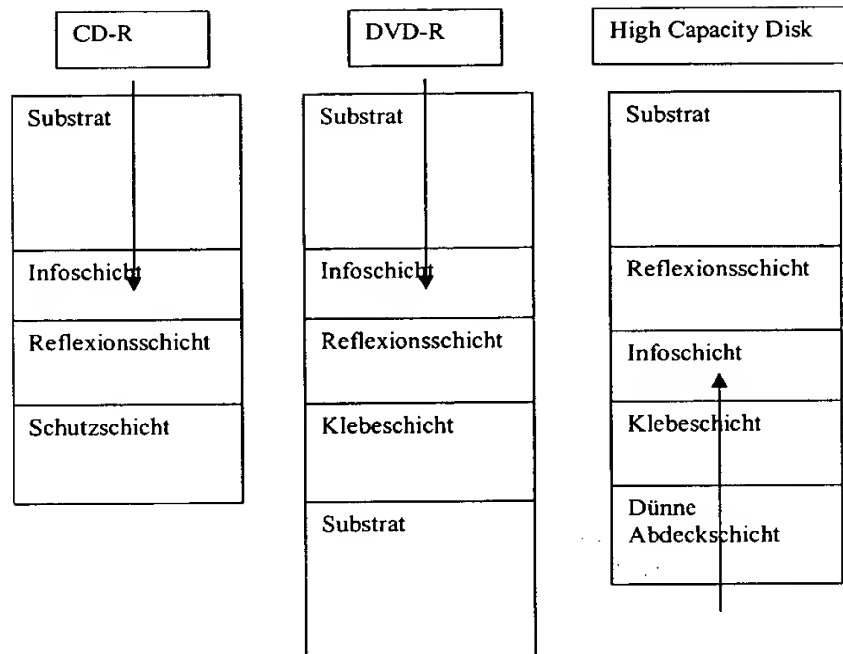 CD-R
Substrat
Infoschicht
Reflexionsschicht
Schutzschicht
DVD-R
Substrat
Infoschicht
Reflexionsschicht
Klebeschicht
Substrat
High Capacity Disk
Substrat
Reflexionsschicht
Infoschicht
Klebeschicht
Dünne
Abdeckschicht